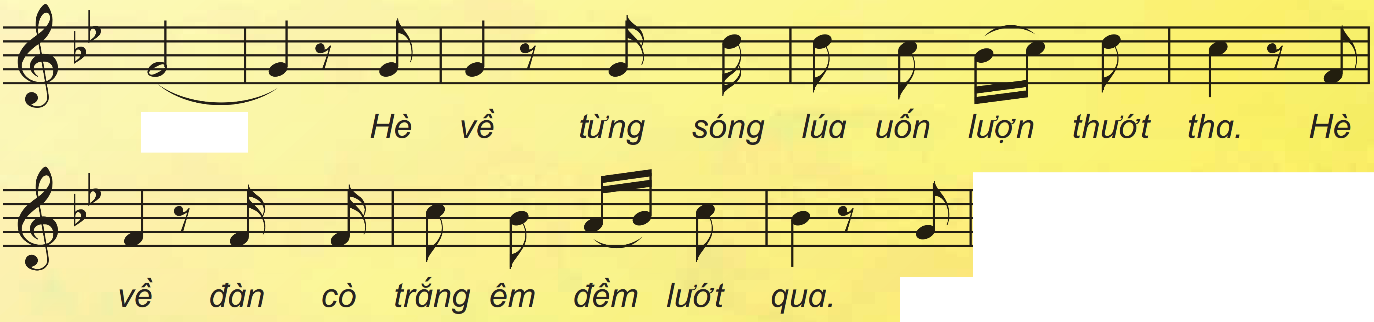 Hè về từng sóng lúa uốn lượn thướt tha. Hè
về đàn cò trắng êm đềm lướt qua.